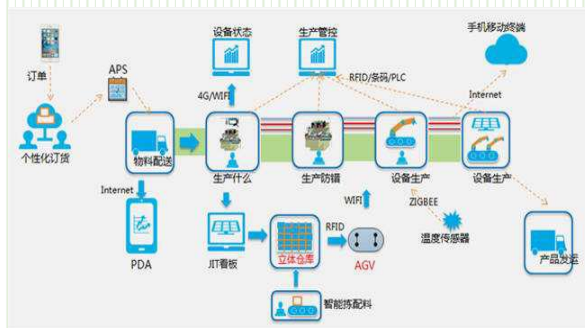 设备状态
生产管控
手机移动终端
订单
APS
4G/WIFI
RFID/条码/PLC
Internet
个性化订货
物料配送
生产什么
生产防错
设备生产
设备生产
Internet
WIFI
ZIGBEE
PDA
JIT看板
立体仓库
RFID
AGV
温度传感器
产品发运
智能拣配料